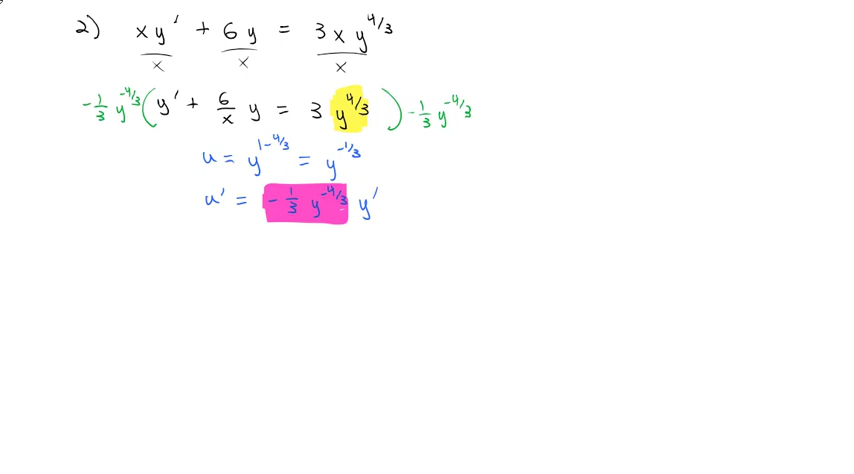 2) xy' + 6y = 3xy^{4/3}
x x x
-1/3 y^{-4/3} ( y' + 6/x y = 3 y^{4/3} ) -1/3 y^{-4/3}
u = y^{1-4/3} = y^{-1/3}
u' = -1/3 y^{-4/3} y'